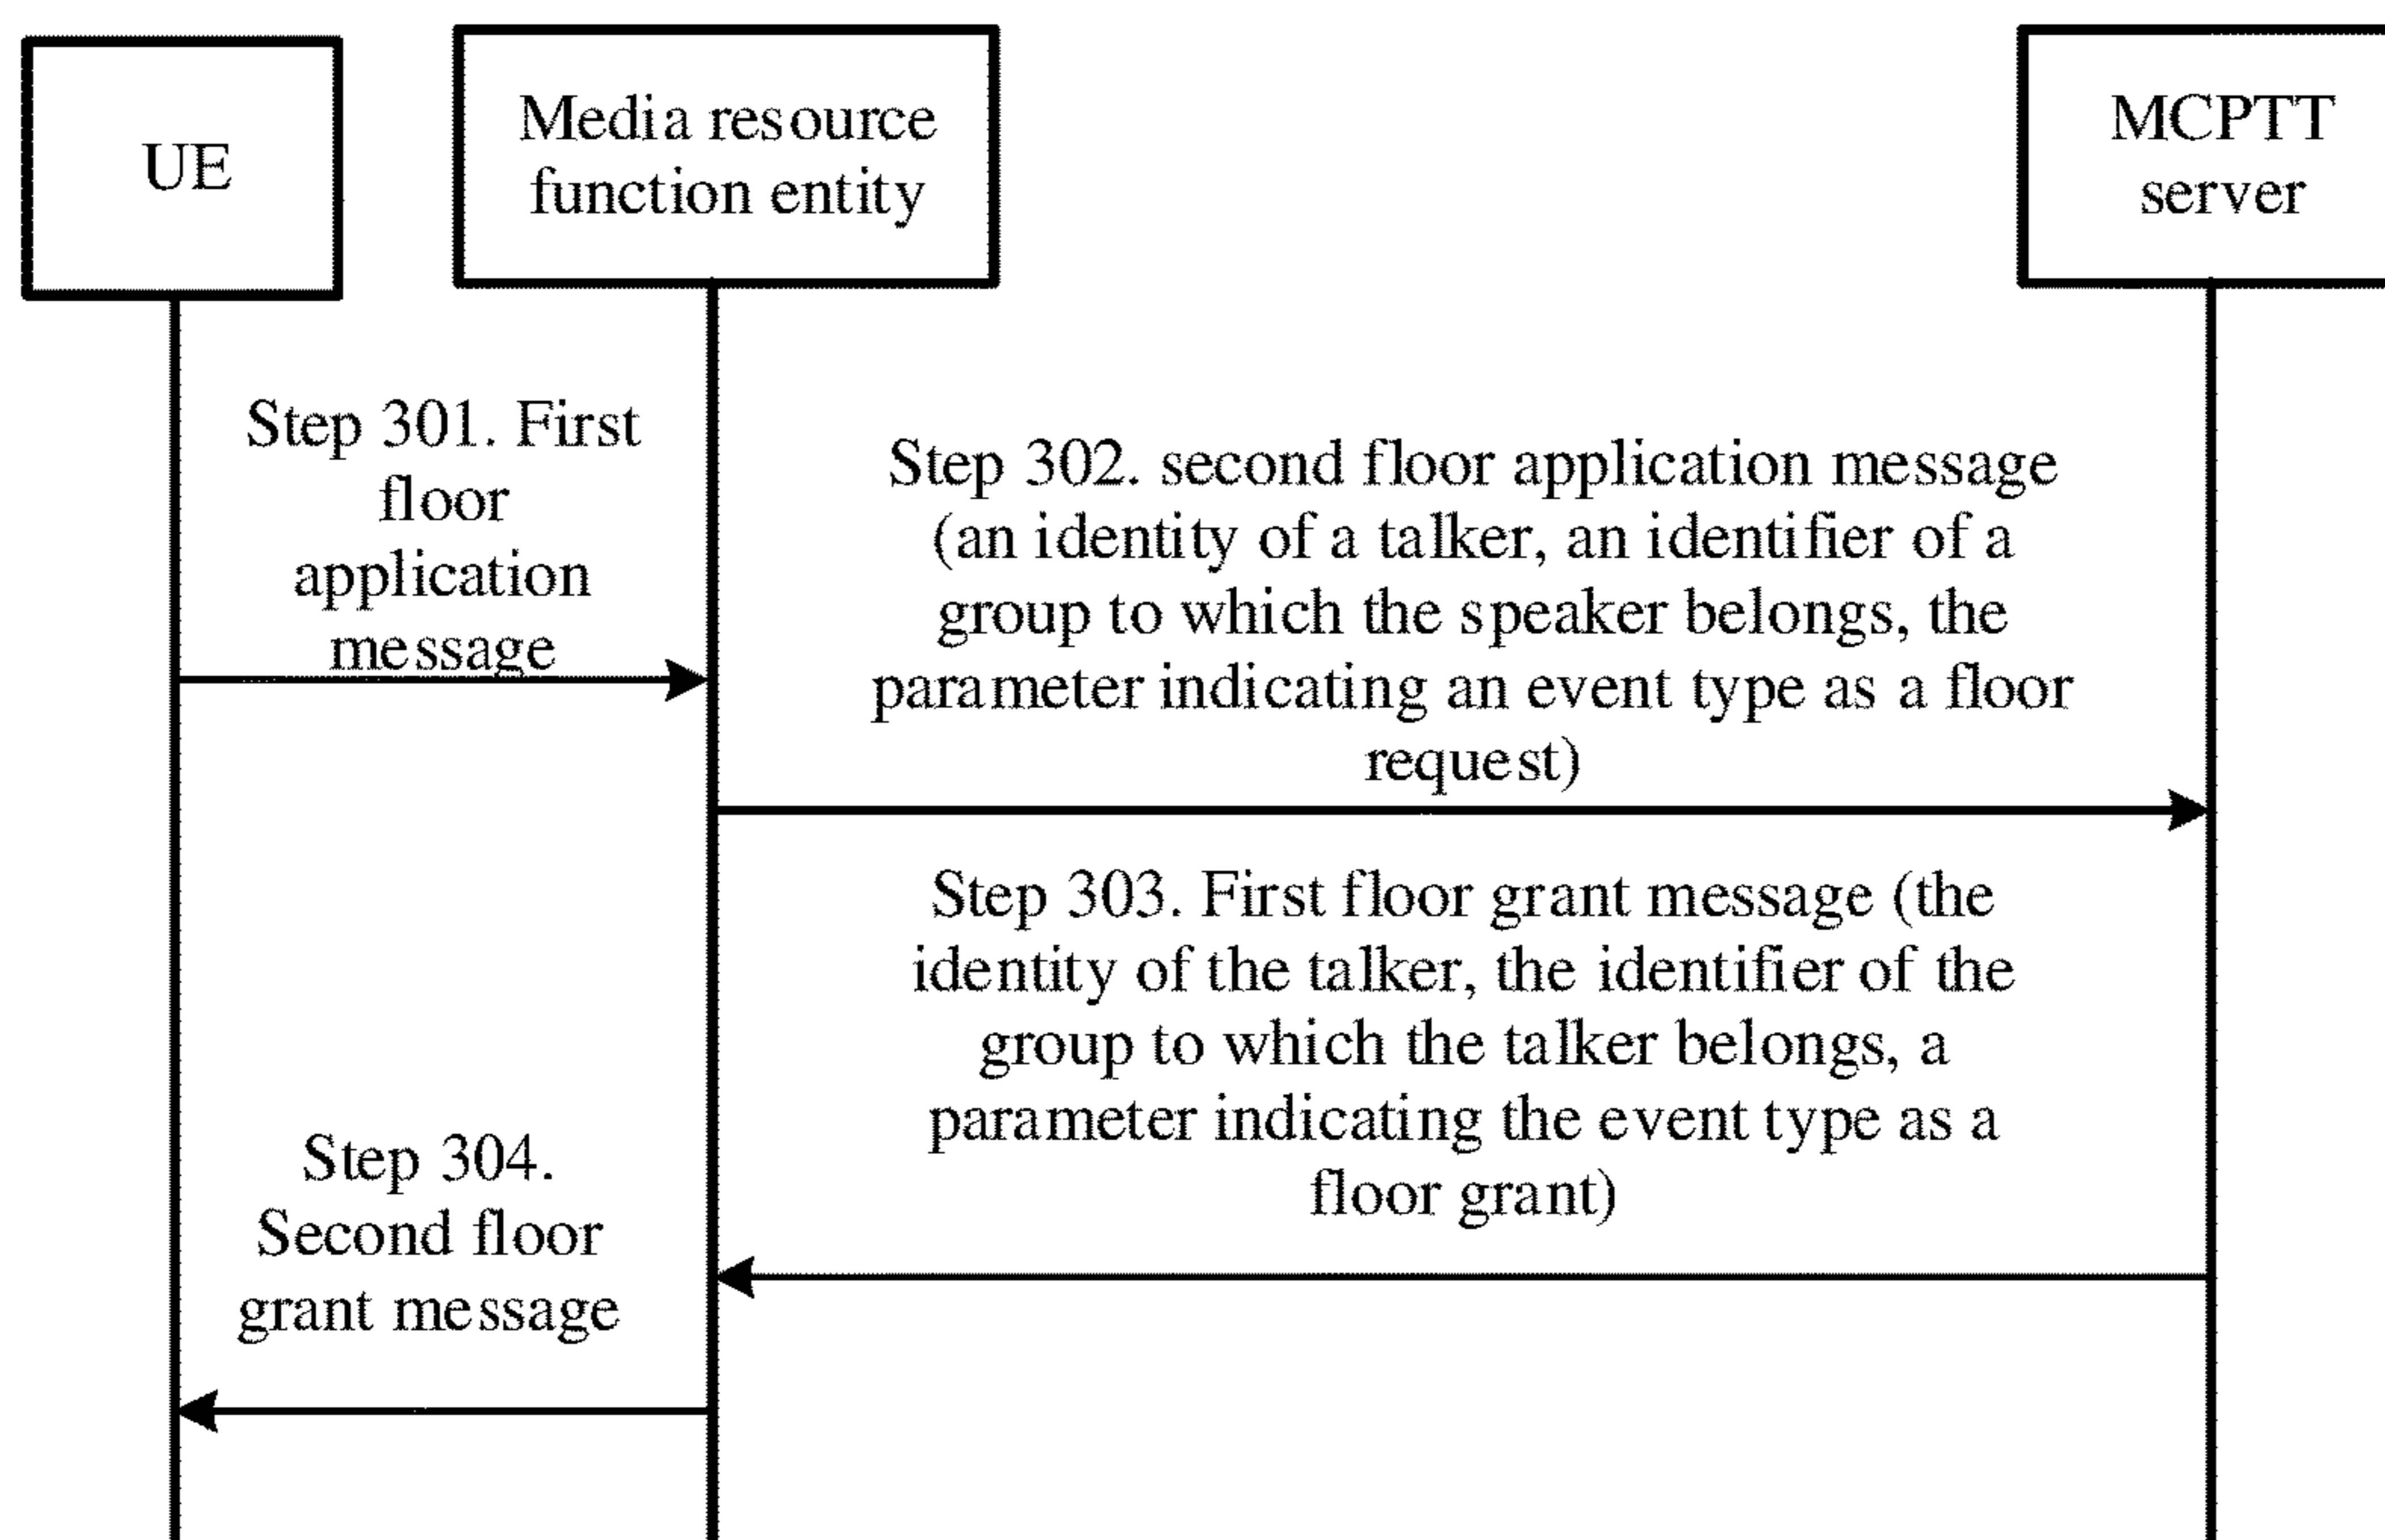 UE
Media resource
function entity
MCPTT
server
Step 301. First
floor
application
message
Step 302. second floor application message
(an identity of a talker, an identifier of a
group to which the speaker belongs, the
parameter indicating an event type as a floor
request)
Step 303. First floor grant message (the
identity of the talker, the identifier of the
group to which the talker belongs, a
parameter indicating the event type as a
floor grant)
Step 304.
Second floor
grant message